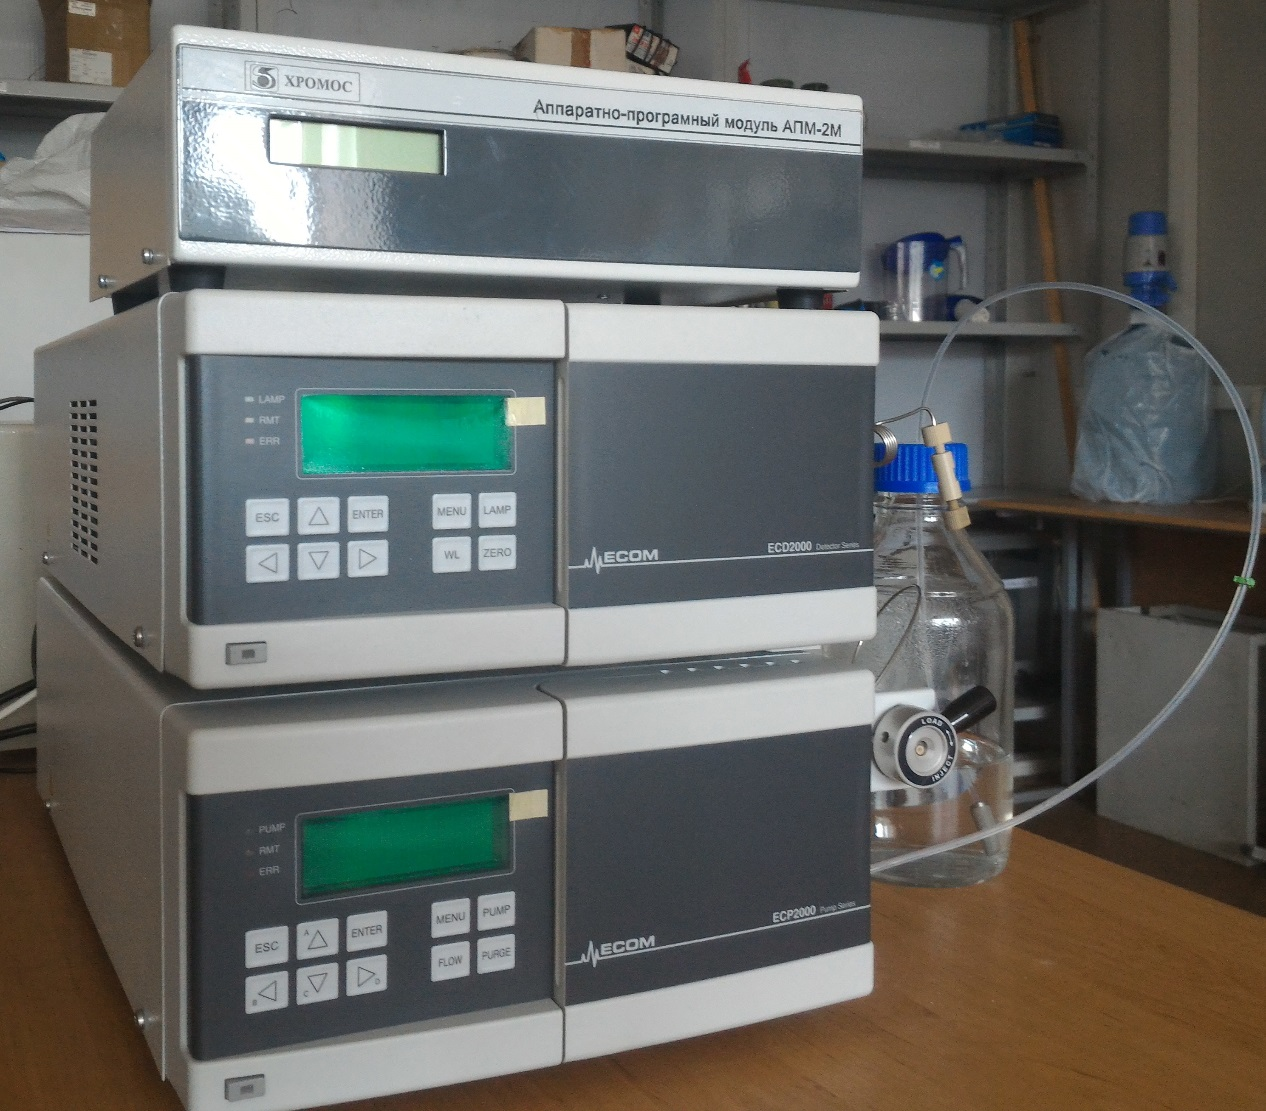 ХРОМОС
Аппаратно-програмный модуль АПМ-2М
LAMP
RMT
ERR
ESC
ENTER
MENU
LAMP
WL
ZERO
ECOM
ECD2000 Detector Series
PUMP
RMT
ERR
ESC
A
ENTER
MENU
PUMP
B
C
D
FLOW
PURGE
ECOM
ECP2000 Pump Series
LOAD
INJECT